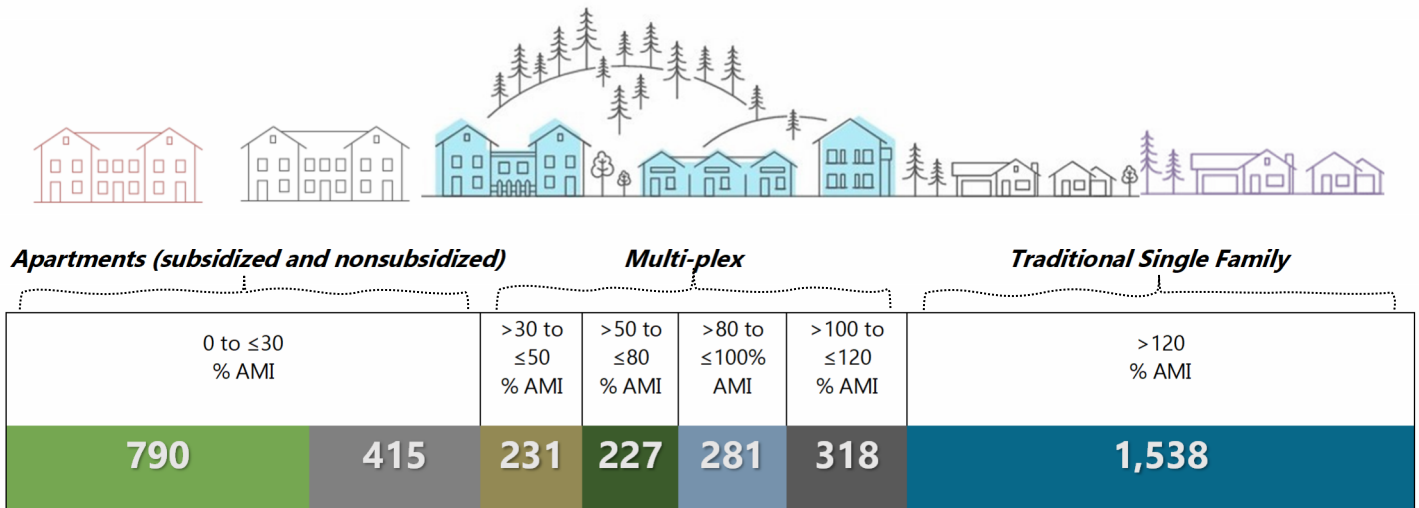 Apartments (subsidized and nonsubsidized)
Multi-plex
Traditional Single Family
0 to ≤30
% AMI
>30 to
≤50
% AMI
>50 to
≤80
% AMI
>80 to
≤100%
AMI
>100 to
≤120
% AMI
>120
% AMI
790
415
231
227
281
318
1,538